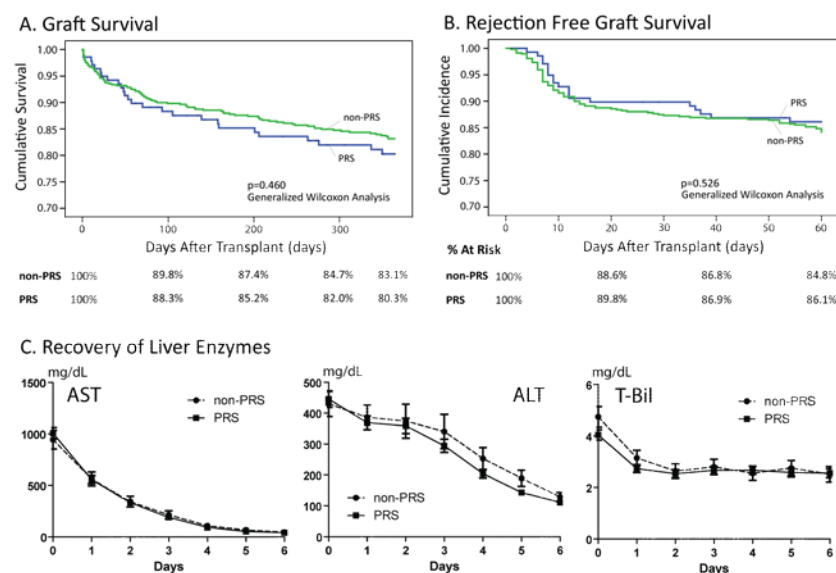 A. Graft Survival
Cumulative Survival
1.00
0.95
0.90
0.85
0.80
0.75
0.70
non-PRS
PRS
p=0.460
Generalized Wilcoxon Analysis
0 100 200 300
Days After Transplant (days)
non-PRS 100% 89.8% 87.4% 84.7% 83.1%
PRS 100% 88.3% 85.2% 82.0% 80.3%
B. Rejection Free Graft Survival
Cumulative Incidence
1.00
0.95
0.90
0.85
0.80
0.75
0.70
PRS
non-PRS
p=0.526
Generalized Wilcoxon Analysis
0 10 20 30 40 50 60
Days After Transplant (days)
% At Risk
non-PRS 100% 88.6% 86.8% 84.8%
PRS 100% 89.8% 86.9% 86.1%
C. Recovery of Liver Enzymes
mg/dL
AST
1500
1000
500
0
non-PRS
PRS
0 1 2 3 4 5 6
Days
mg/dL
ALT
500
400
300
200
100
0
non-PRS
PRS
0 1 2 3 4 5 6
Days
mg/dL
T-Bil
6
4
2
0
non-PRS
PRS
0 1 2 3 4 5 6
Days